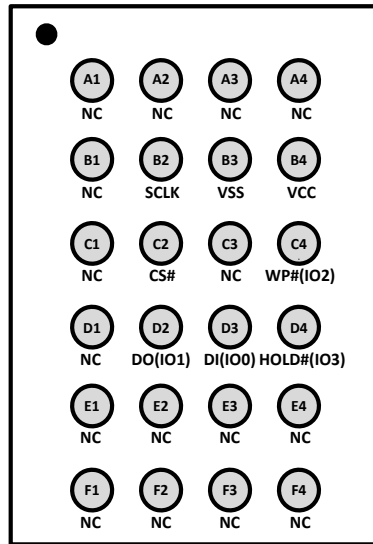 A1 A2 A3 A4
NC NC NC NC
B1 B2 B3 B4
NC SCLK VSS VCC
C1 C2 C3 C4
NC CS# NC WP#(IO2)
D1 D2 D3 D4
NC DO(IO1) DI(IO0) HOLD#(IO3)
E1 E2 E3 E4
NC NC NC NC
F1 F2 F3 F4
NC NC NC NC